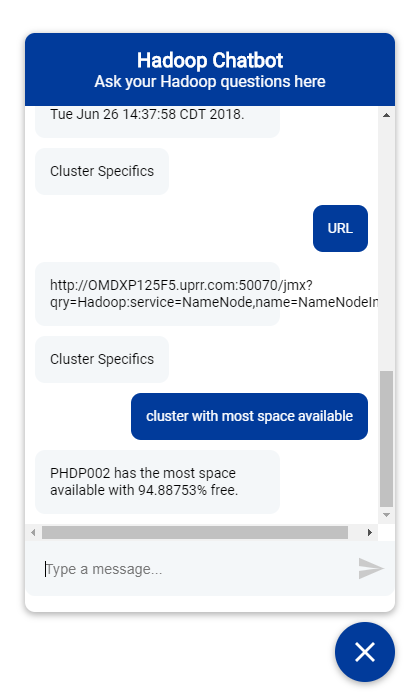 Hadoop Chatbot
Ask your Hadoop questions here
Tue Jun 26 14:37:58 CDT 2018.
Cluster Specifics
URL
http://OMDXP125F5.uprr.com:50070/jmx?
qry=Hadoop:service=NameNode,name=NameNodeIn
Cluster Specifics
cluster with most space available
PHDP002 has the most space
available with 94.88753% free.
Type a message...